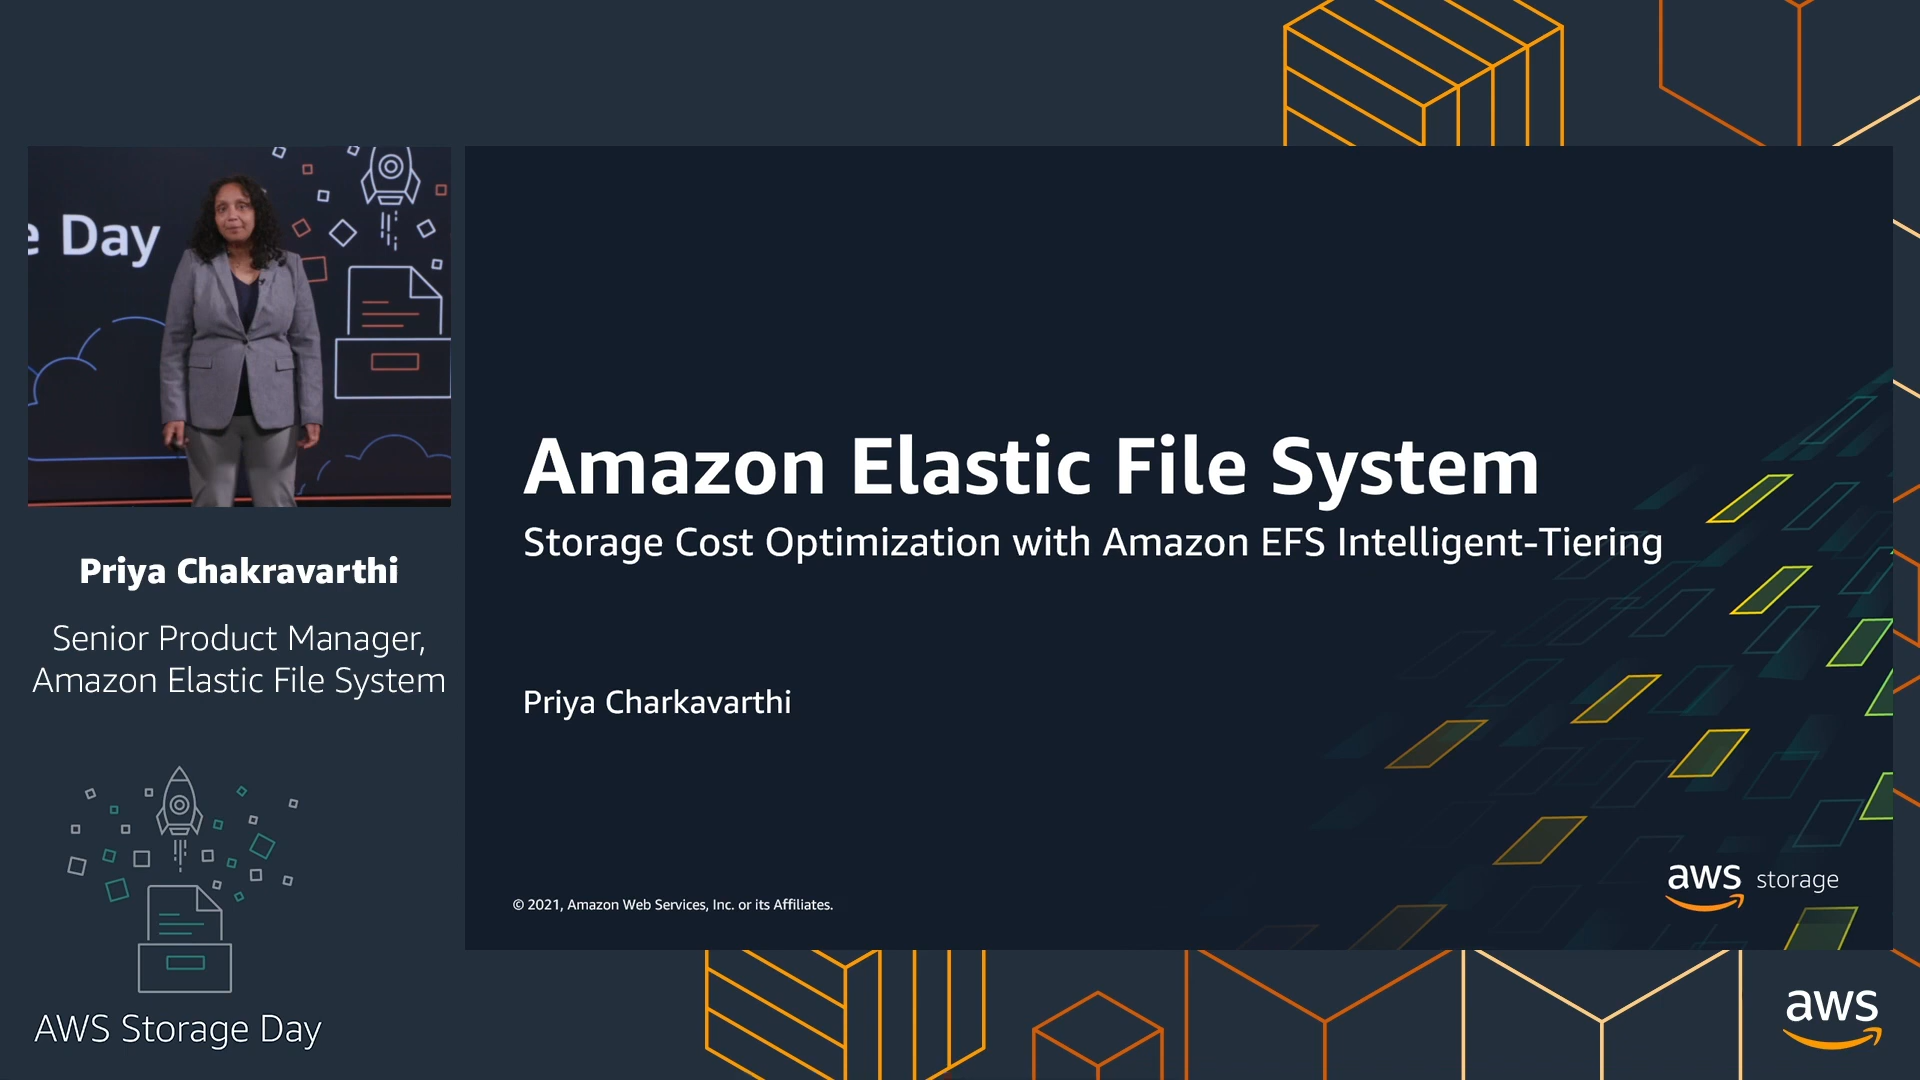 e Day
Priya Chakravarthi
Senior Product Manager,
Amazon Elastic File System
AWS Storage Day
Amazon Elastic File System
Storage Cost Optimization with Amazon EFS Intelligent-Tiering
Priya Charkavarthi
© 2021, Amazon Web Services, Inc. or its Affiliates.
aws storage
aws